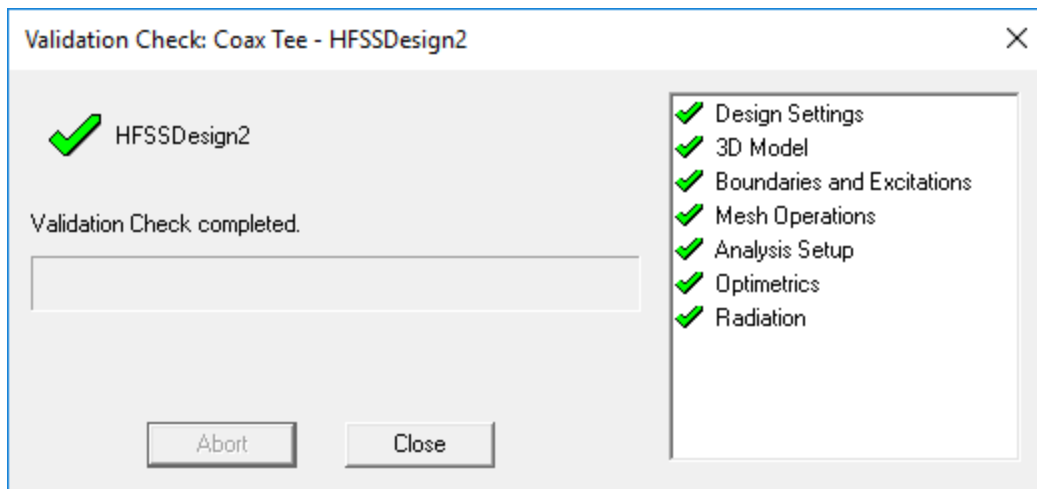 Validation Check: Coax Tee - HFSSDesign2
HFSSDesign2
Validation Check completed.
Abort
Close
Design Settings
3D Model
Boundaries and Excitations
Mesh Operations
Analysis Setup
Optimetrics
Radiation